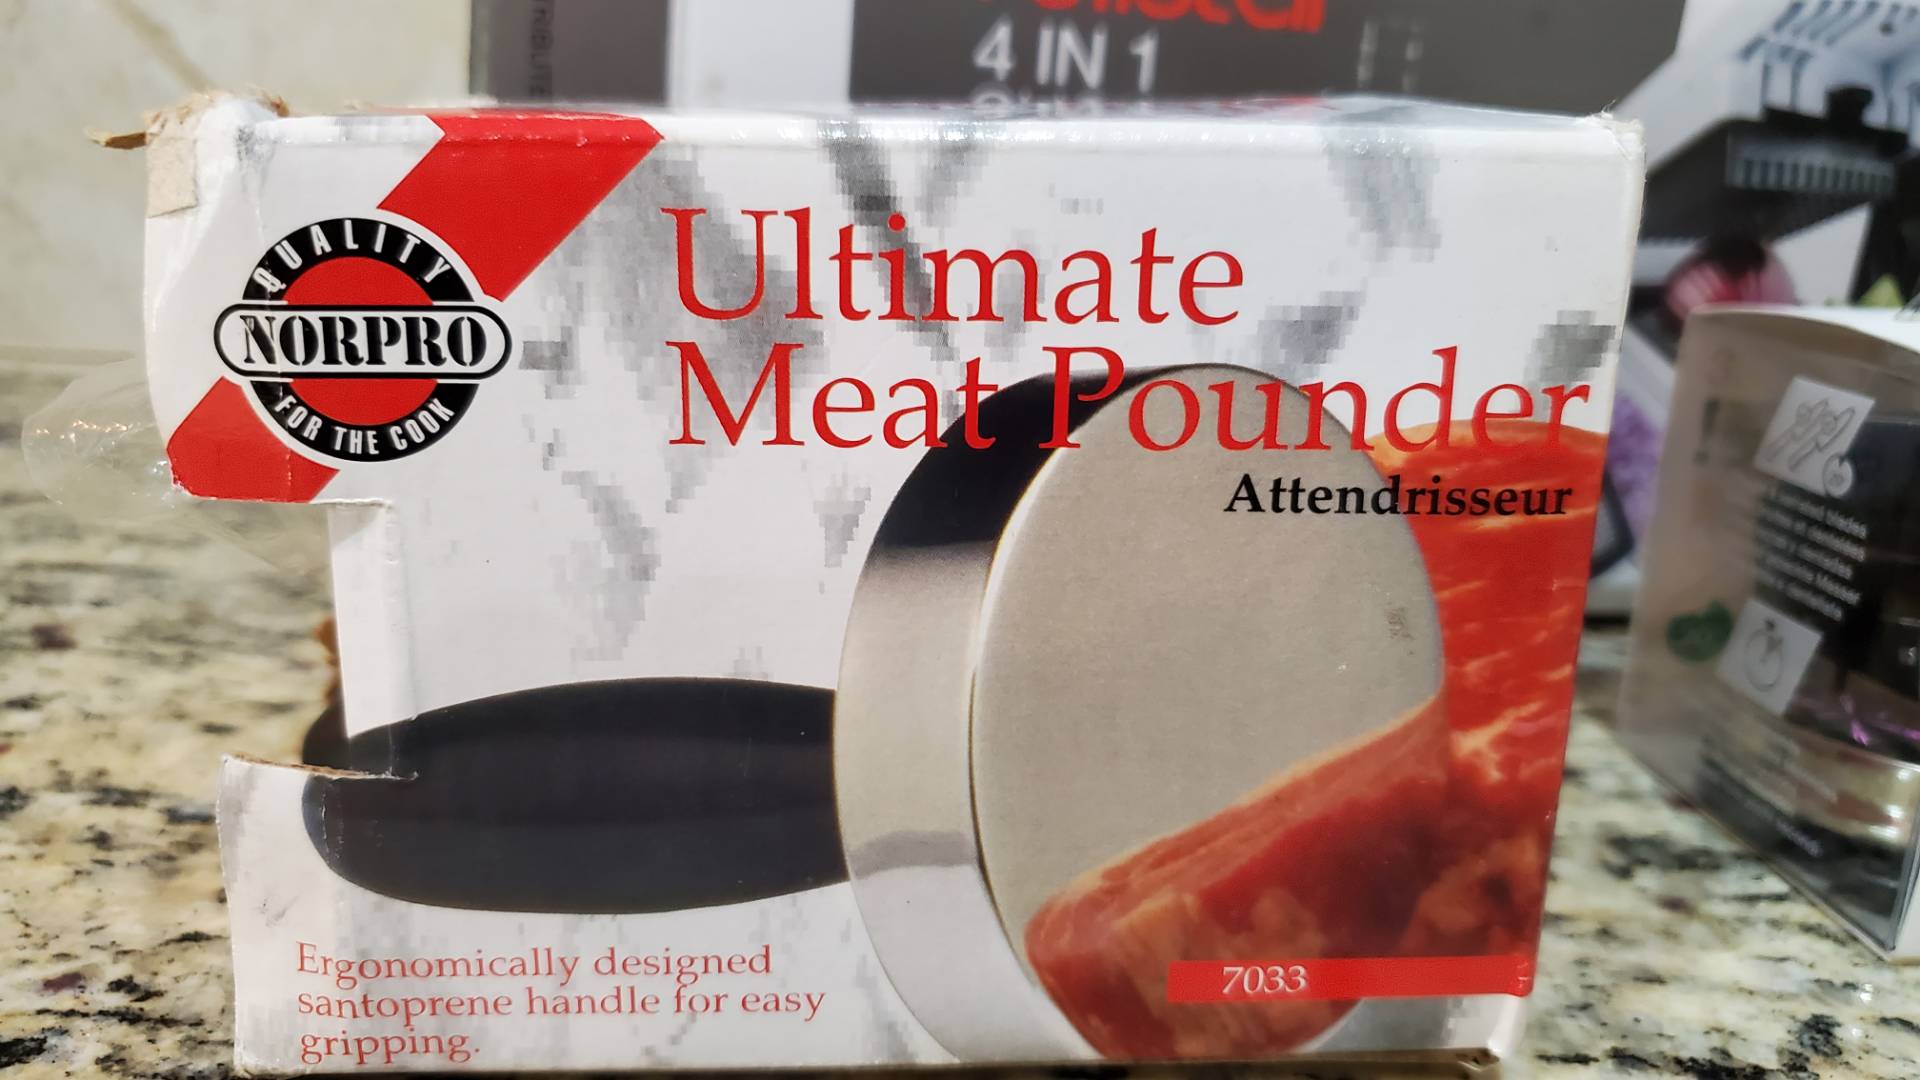 4 IN 1
QUALITY
NORPRO
FOR THE COOK
Ultimate
Meat Pounder
Attendrisseur
7033
Ergonomically designed
santoprene handle for easy
gripping.